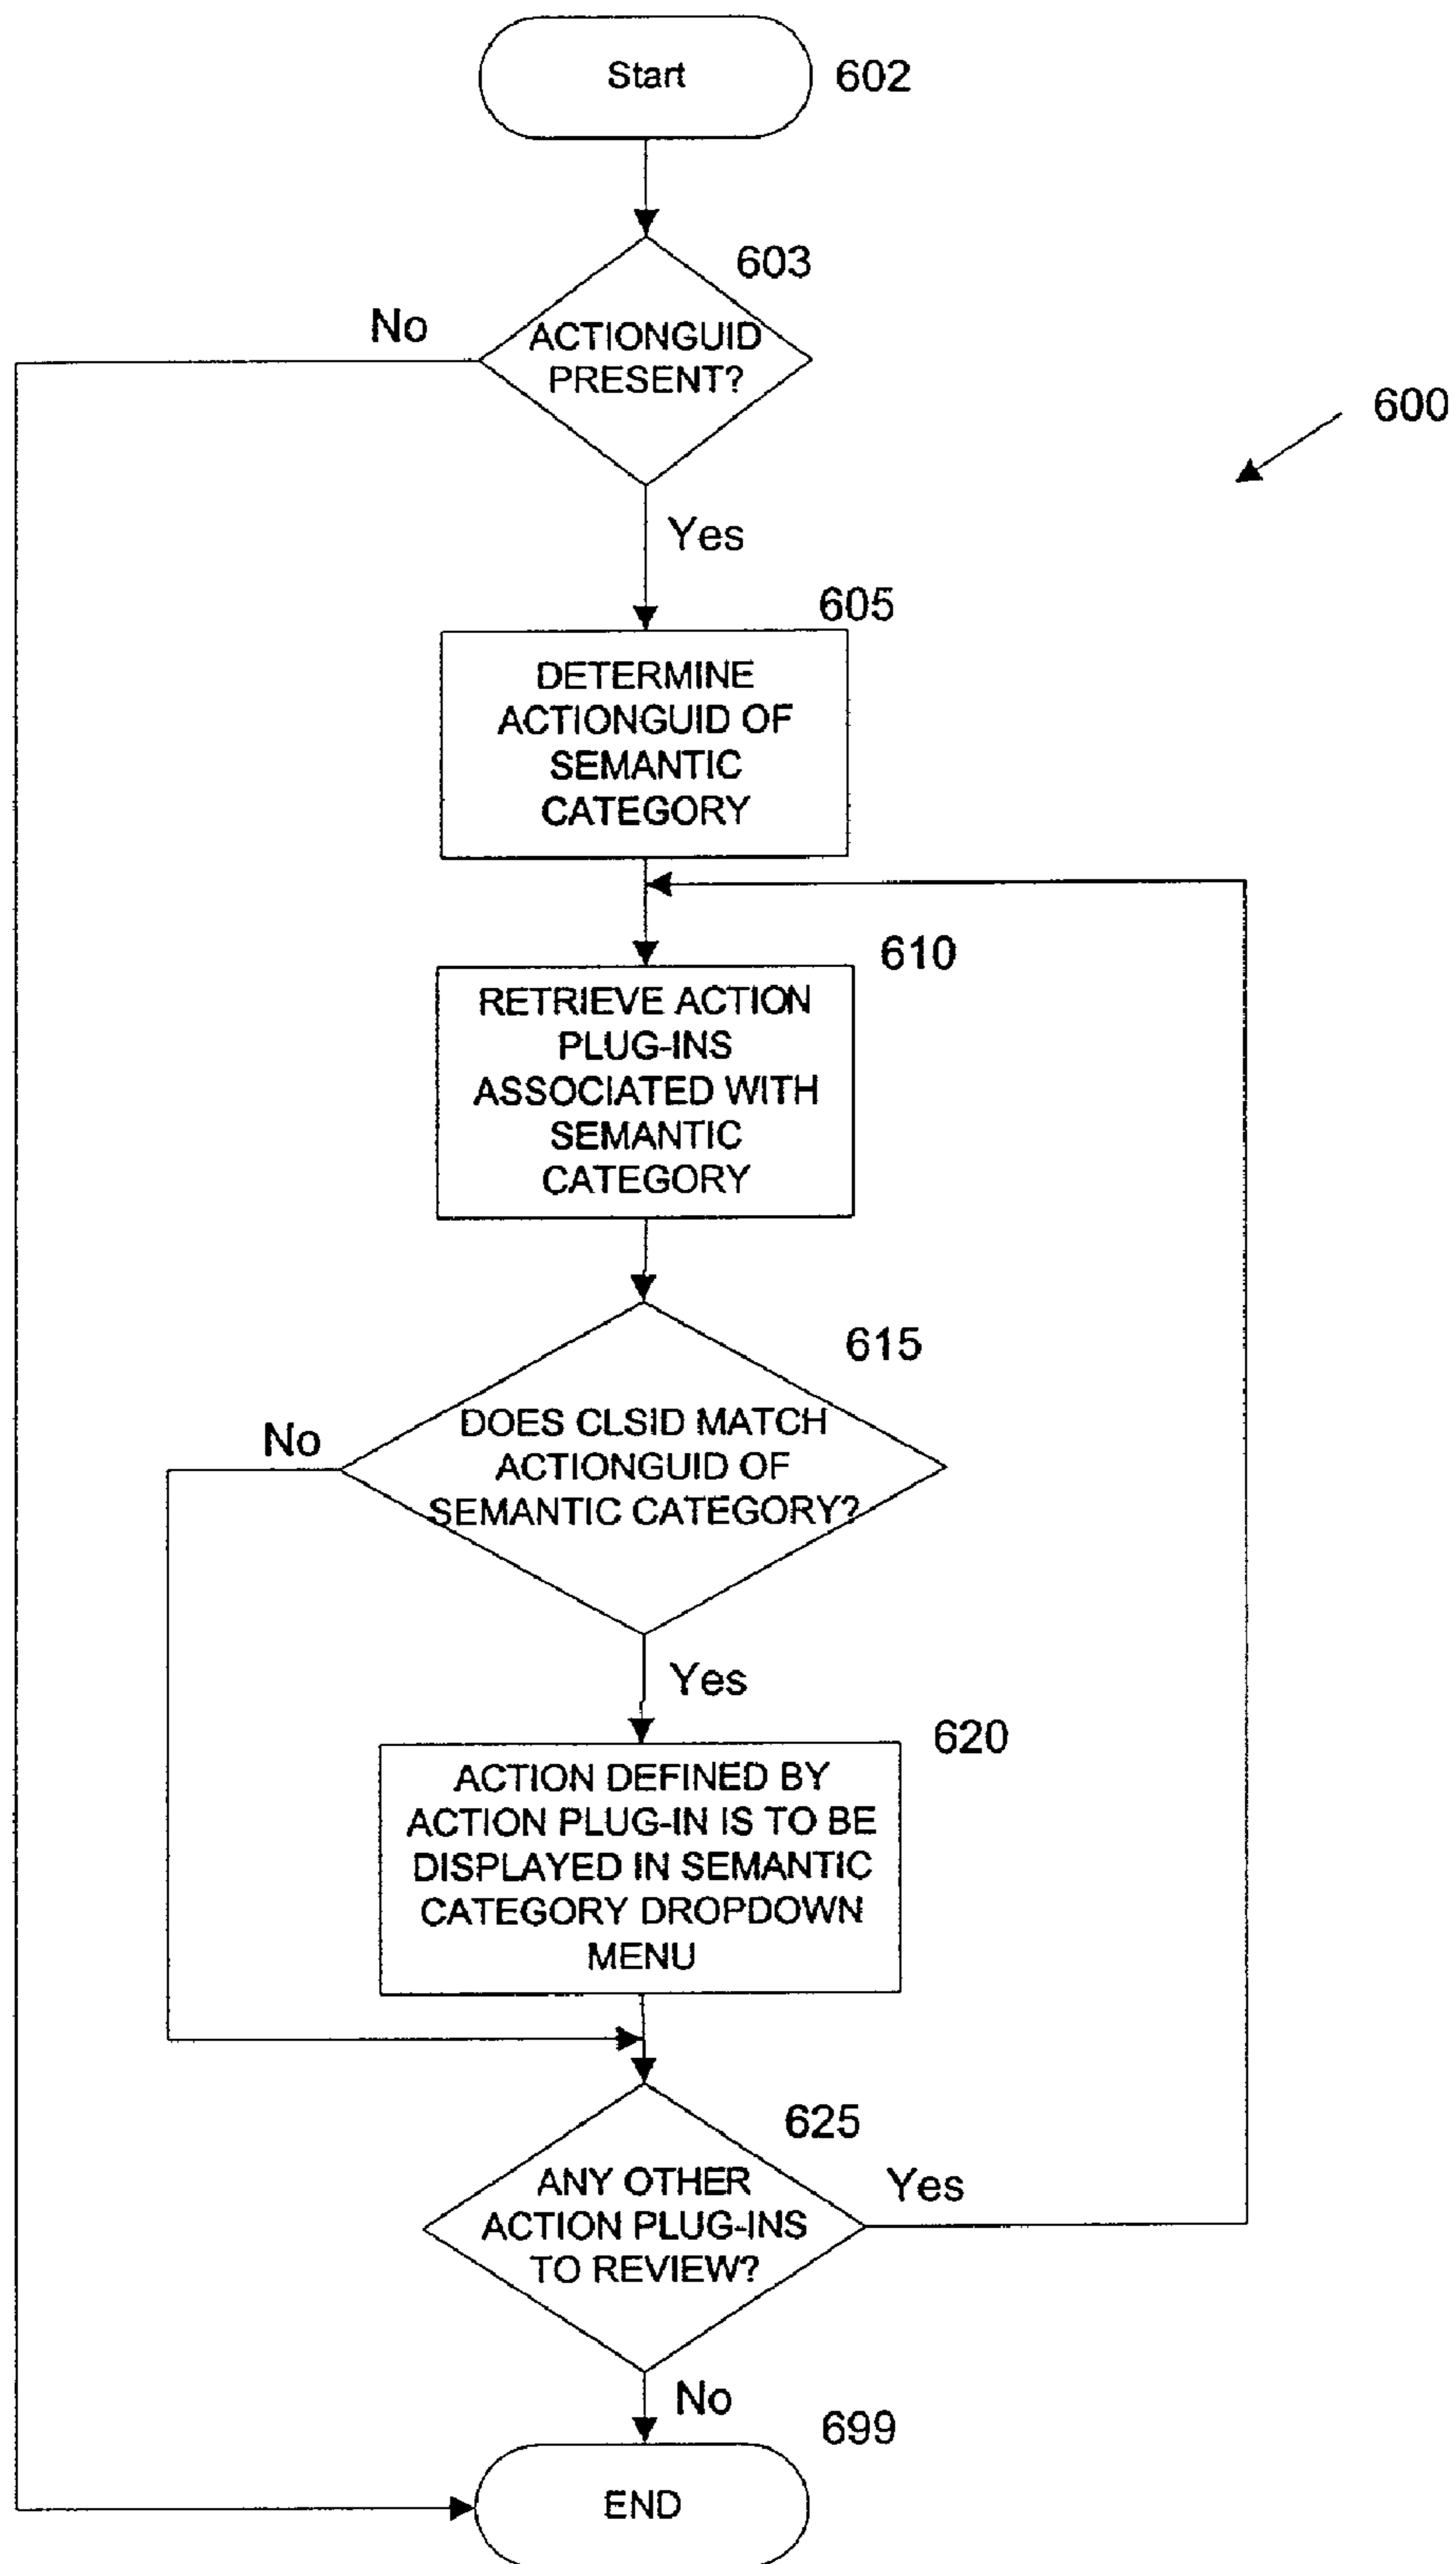 Start
602
603
No
ACTIONGUID
PRESENT?
600
Yes
605
DETERMINE
ACTIONGUID OF
SEMANTIC
CATEGORY
610
RETRIEVE ACTION
PLUG-INS
ASSOCIATED WITH
SEMANTIC
CATEGORY
615
No
DOES CLSID MATCH
ACTIONGUID OF
SEMANTIC CATEGORY?
Yes
620
ACTION DEFINED BY
ACTION PLUG-IN IS TO BE
DISPLAYED IN SEMANTIC
CATEGORY DROPDOWN
MENU
625
ANY OTHER
ACTION PLUG-INS
TO REVIEW?
Yes
No
699
END